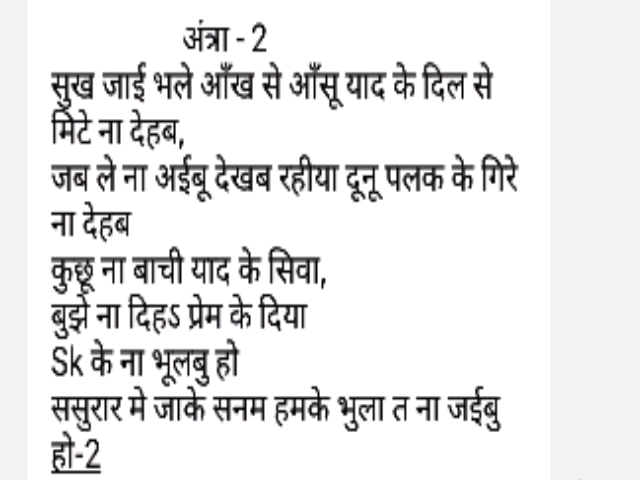 अंत्रा - 2
सुख जाई भले आँख से आँसू याद के दिल से
मिटे ना देहब,
जब ले ना अईबू देखब रहीया दूनू पलक के गिरे
ना देहब
कुछू ना बाची याद के सिवा,
बुझे ना दिहऽ प्रेम के दिया
Sk के ना भूलबु हो
ससुरार मे जाके सनम हमके भुला त ना जईबु
हो-2